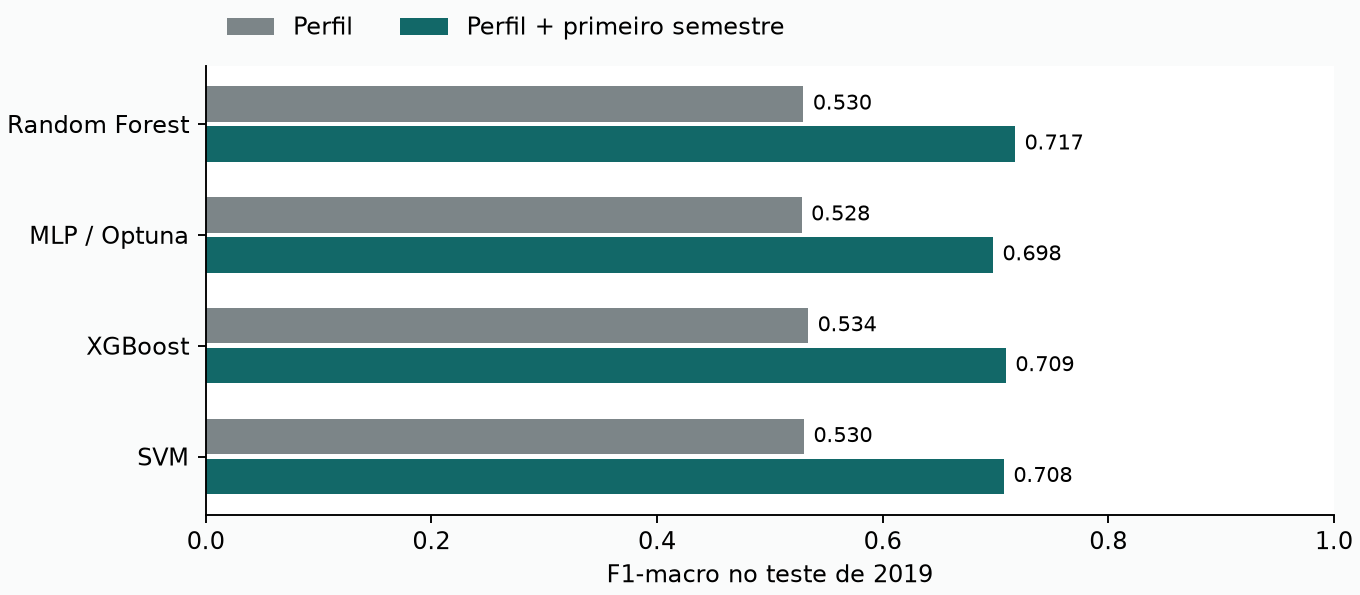 Perfil Perfil + primeiro semestre
Random Forest
0.530
0.717
MLP / Optuna
0.528
0.698
XGBoost
0.534
0.709
SVM
0.530
0.708
0.0 0.2 0.4 0.6 0.8 1.0
F1-macro no teste de 2019